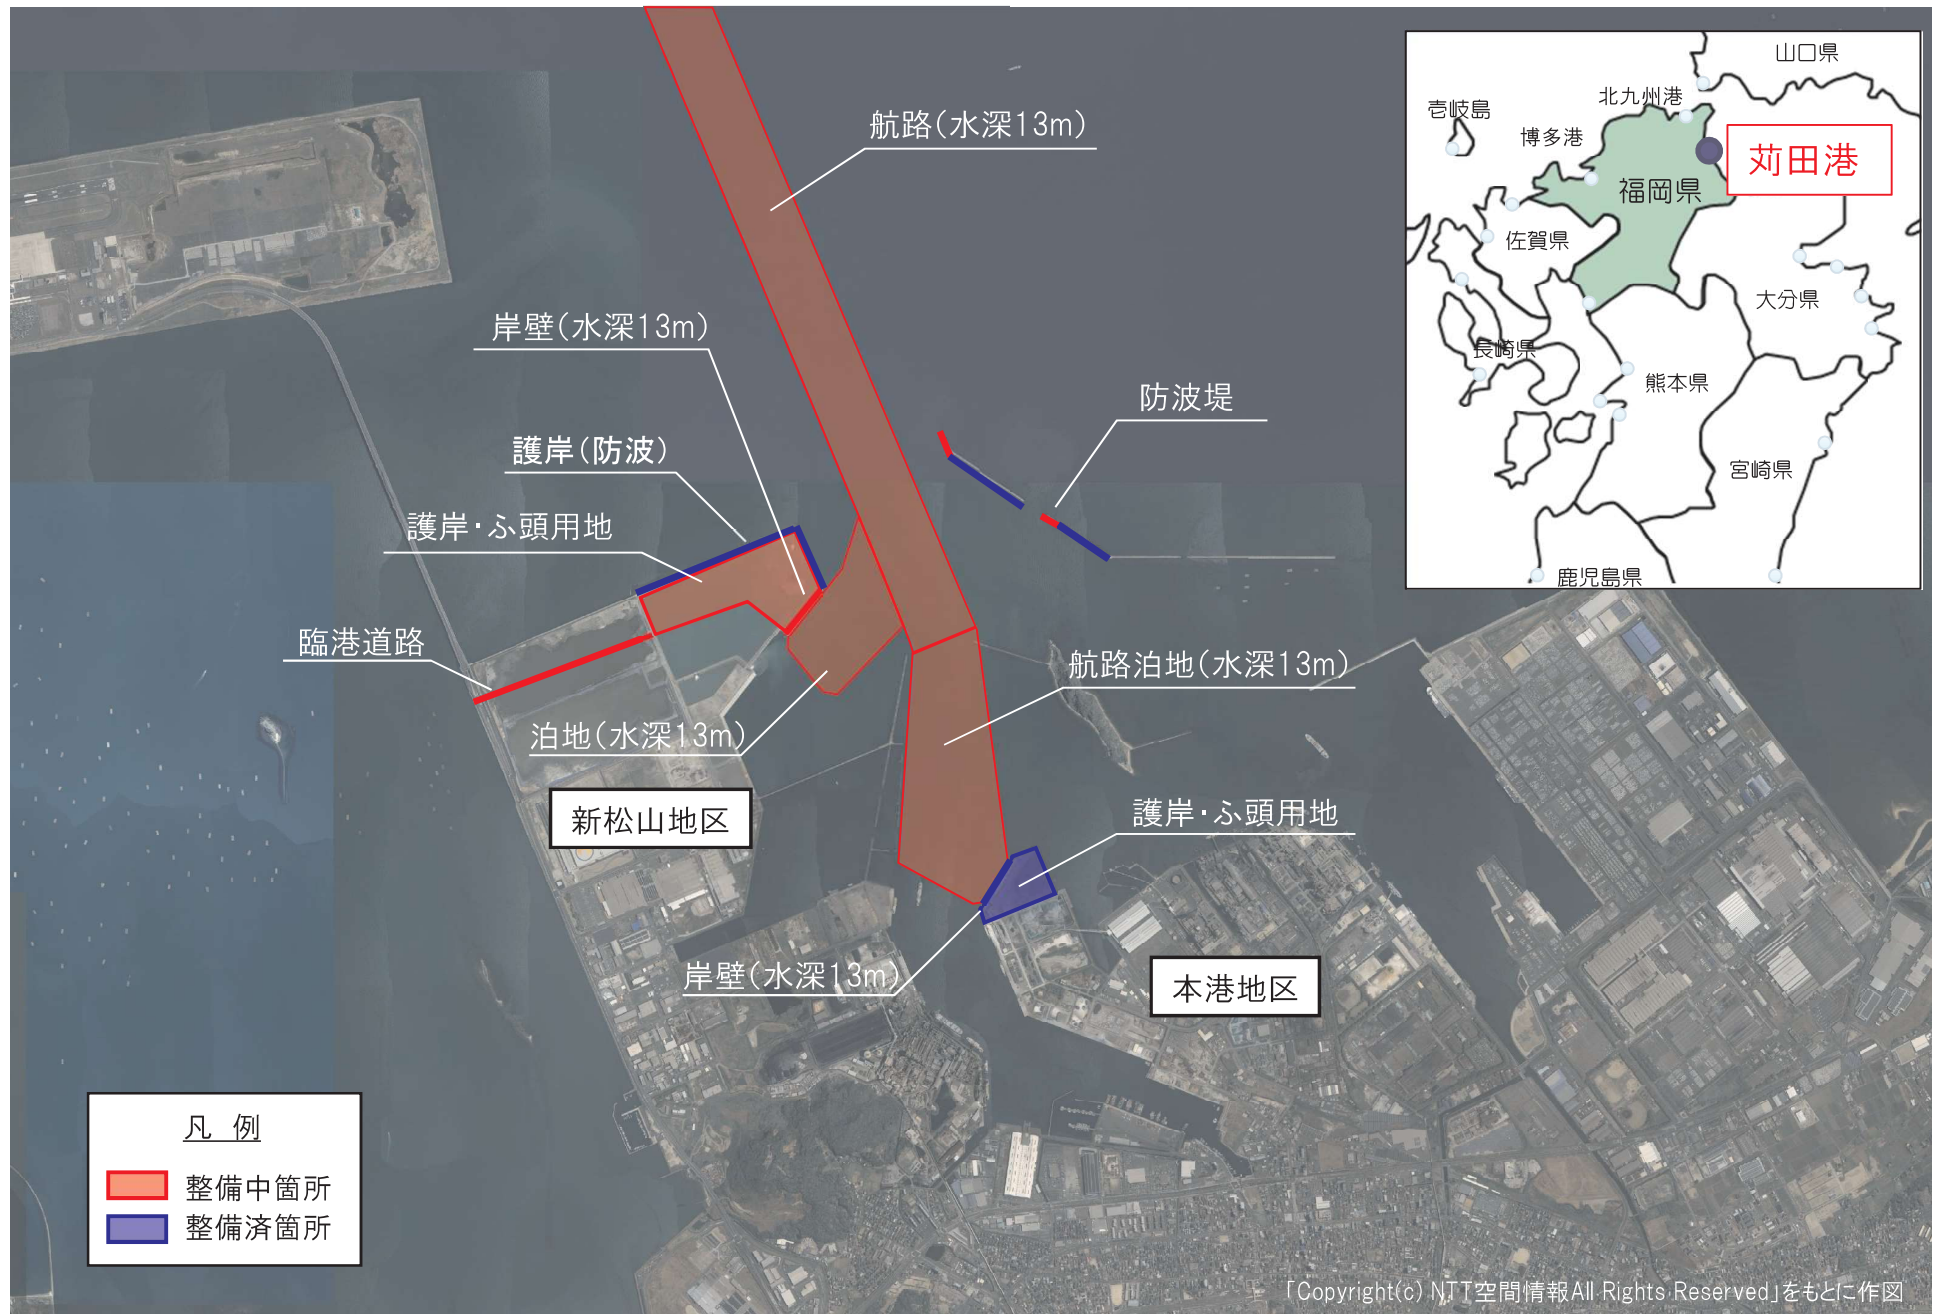 航路(水深13m)
岸壁(水深13m)
護岸(防波)
護岸・ふ頭用地
臨港道路
泊地(水深13m)
新松山地区
防波堤
航路泊地(水深13m)
護岸・ふ頭用地
岸壁(水深13m)
本港地区
山口県
北九州港
壱岐島
博多港
苅田港
福岡県
佐賀県
大分県
長崎県
熊本県
宮崎県
鹿児島県
凡 例
整備中箇所
整備済箇所
「Copyright(c) NTT空間情報All Rights Reserved」をもとに作図